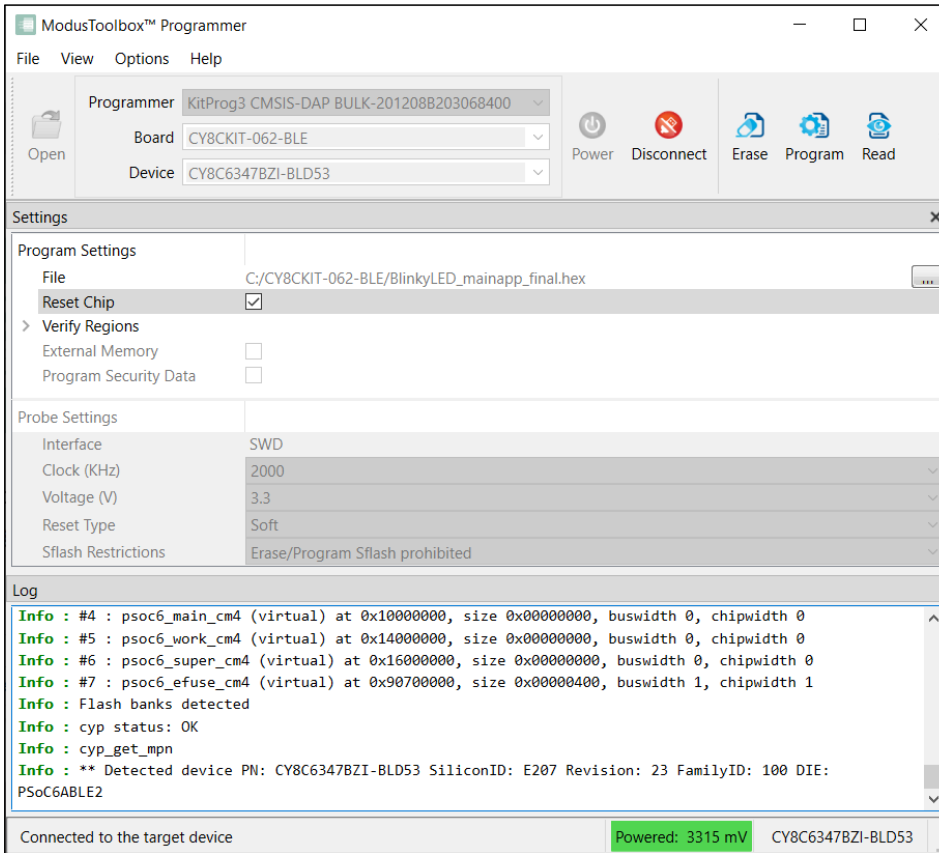 ModusToolbox™ Programmer
File View Options Help
Open
Programmer KitProg3 CMSIS-DAP BULK-201208B203068400
Board CY8CKIT-062-BLE
Device CY8C6347BZI-BLD53
Power Disconnect Erase Program Read
Settings
Program Settings
File C:/CY8CKIT-062-BLE/BlinkyLED_mainapp_final.hex ...
Reset Chip
Verify Regions
External Memory
Program Security Data
Probe Settings
Interface SWD
Clock (KHz) 2000
Voltage (V) 3.3
Reset Type Soft
Sflash Restrictions Erase/Program Sflash prohibited
Log
Info : #4 : psoc6_main_cm4 (virtual) at 0x10000000, size 0x00000000, buswidth 0, chipwidth 0
Info : #5 : psoc6_work_cm4 (virtual) at 0x14000000, size 0x00000000, buswidth 0, chipwidth 0
Info : #6 : psoc6_super_cm4 (virtual) at 0x16000000, size 0x00000000, buswidth 0, chipwidth 0
Info : #7 : psoc6_efuse_cm4 (virtual) at 0x90700000, size 0x00000400, buswidth 1, chipwidth 1
Info : Flash banks detected
Info : cyp status: OK
Info : cyp_get_mpn
Info : ** Detected device PN: CY8C6347BZI-BLD53 SiliconID: E207 Revision: 23 FamilyID: 100 DIE:
PSoC6ABLE2
Connected to the target device Powered: 3315 mV CY8C6347BZI-BLD53